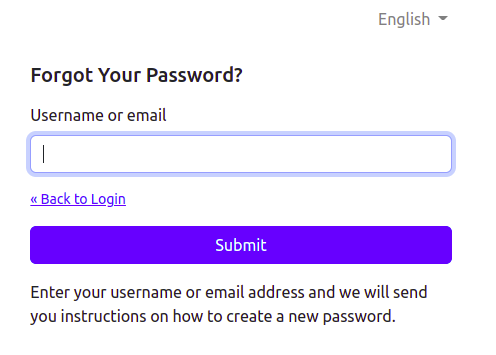 English
Forgot Your Password?
Username or email
« Back to Login
Submit
Enter your username or email address and we will send
you instructions on how to create a new password.